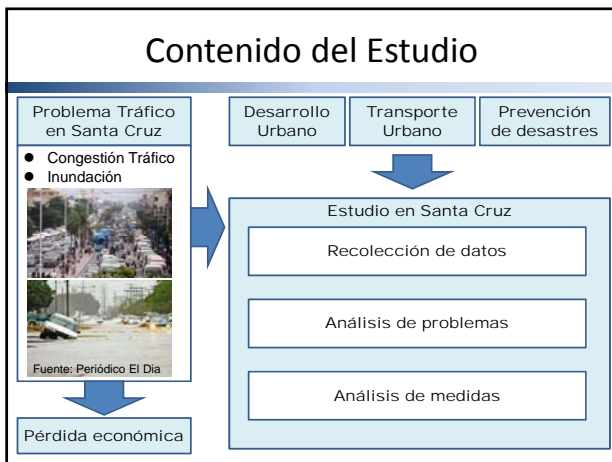 Contenido del Estudio
Problema Tráfico
en Santa Cruz
● Congestión Tráfico
● Inundación
Fuente: Periódico El Dia
Pérdida económica
Desarrollo
Urbano
Transporte
Urbano
Prevención
de desastres
Estudio en Santa Cruz
Recolección de datos
Análisis de problemas
Análisis de medidas